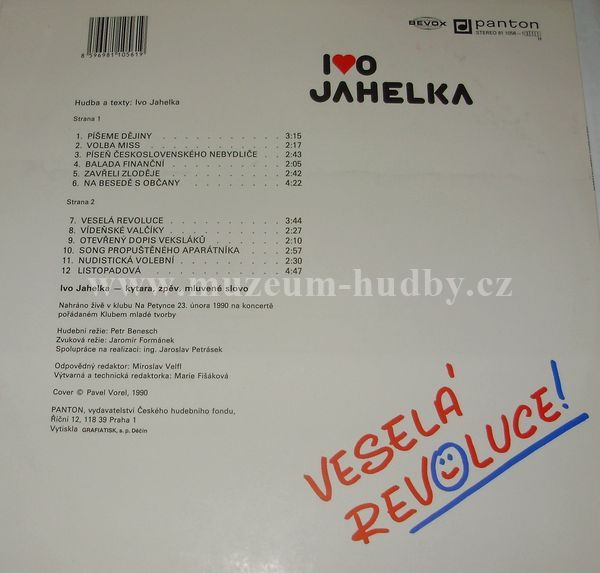 8 596981 105619
BEVOX panton
STEREO 81 1056
IVO
JAHELKA
Hudba a texty: Ivo Jahelka
Strana 1
1. PÍŠEME DĚJINY . . . . . . . . . . . 3:15
2. VOLBA MISS . . . . . . . . . . . 2:17
3. PÍSEŇ ČESKOSLOVENSKÉHO NEBYDLIČE . . 2:43
4. BALADA FINANČNÍ . . . . . . . . . 2:05
5. ZAVŘELI ZLODĚJE . . . . . . . . . 2:42
6. NA BESEDĚ S OBČANY . . . . . . . . 4:22
Strana 2
7. VESELÁ REVOLUCE . . . . . . . . . 3:44
8. VÍDEŇSKÉ VALČÍKY . . . . . . . . . 2:27
9. OTEVŘENÝ DOPIS VEKSLÁKŮ . . . . . 2:10
10. SONG PROPUŠTĚNÉHO APARÁTNÍKA . . . 2:57
11. NUDISTICKÁ VOLEBNÍ . . . . . . . . 2:30
12 LISTOPADOVÁ . . . . . . . . . . 4:47
Ivo Jahelka — kytara, zpěv, mluvené slovo
www.muzeum-hudby.cz
Nahráno živě v klubu Na Petynce 23. února 1990 na koncertě
pořádaném Klubem mladé tvorby
Hudební režie: Petr Benesch
Zvuková režie: Jaromír Formánek
Spolupráce na realizaci: ing. Jaroslav Petrásek
Odpovědný redaktor: Miroslav Velfl
Výtvarná a technická redaktorka: Marie Fišáková
Cover © Pavel Vorel, 1990
PANTON, vydavatelství Českého hudebního fondu,
Říční 12, 118 39 Praha 1
Vytiskla GRAFIATISK, s. p. Děčín
VESELÁ
REVOLUCE!